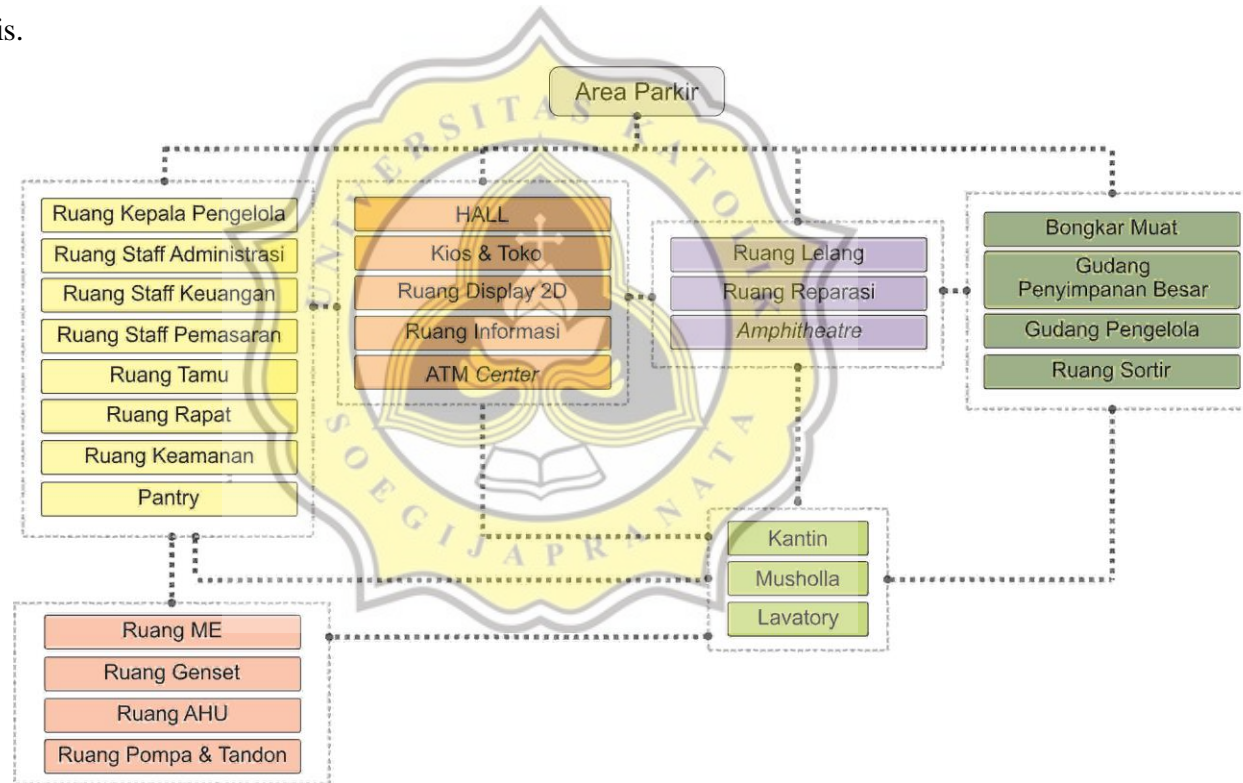 is.
Area Parkir
Ruang Kepala Pengelola
Ruang Staff Administrasi
Ruang Staff Keuangan
Ruang Staff Pemasaran
Ruang Tamu
Ruang Rapat
Ruang Keamanan
Pantry
HALL
Kios & Toko
Ruang Display 2D
Ruang Informasi
ATM Center
Ruang Lelang
Ruang Reparasi
Amphitheatre
Bongkar Muat
Gudang
Penyimpanan Besar
Gudang Pengelola
Ruang Sortir
Kantin
Musholla
Lavatory
Ruang ME
Ruang Genset
Ruang AHU
Ruang Pompa & Tandon
UNIVERSITAS KATOLIK
SOEGIJAPRANATA